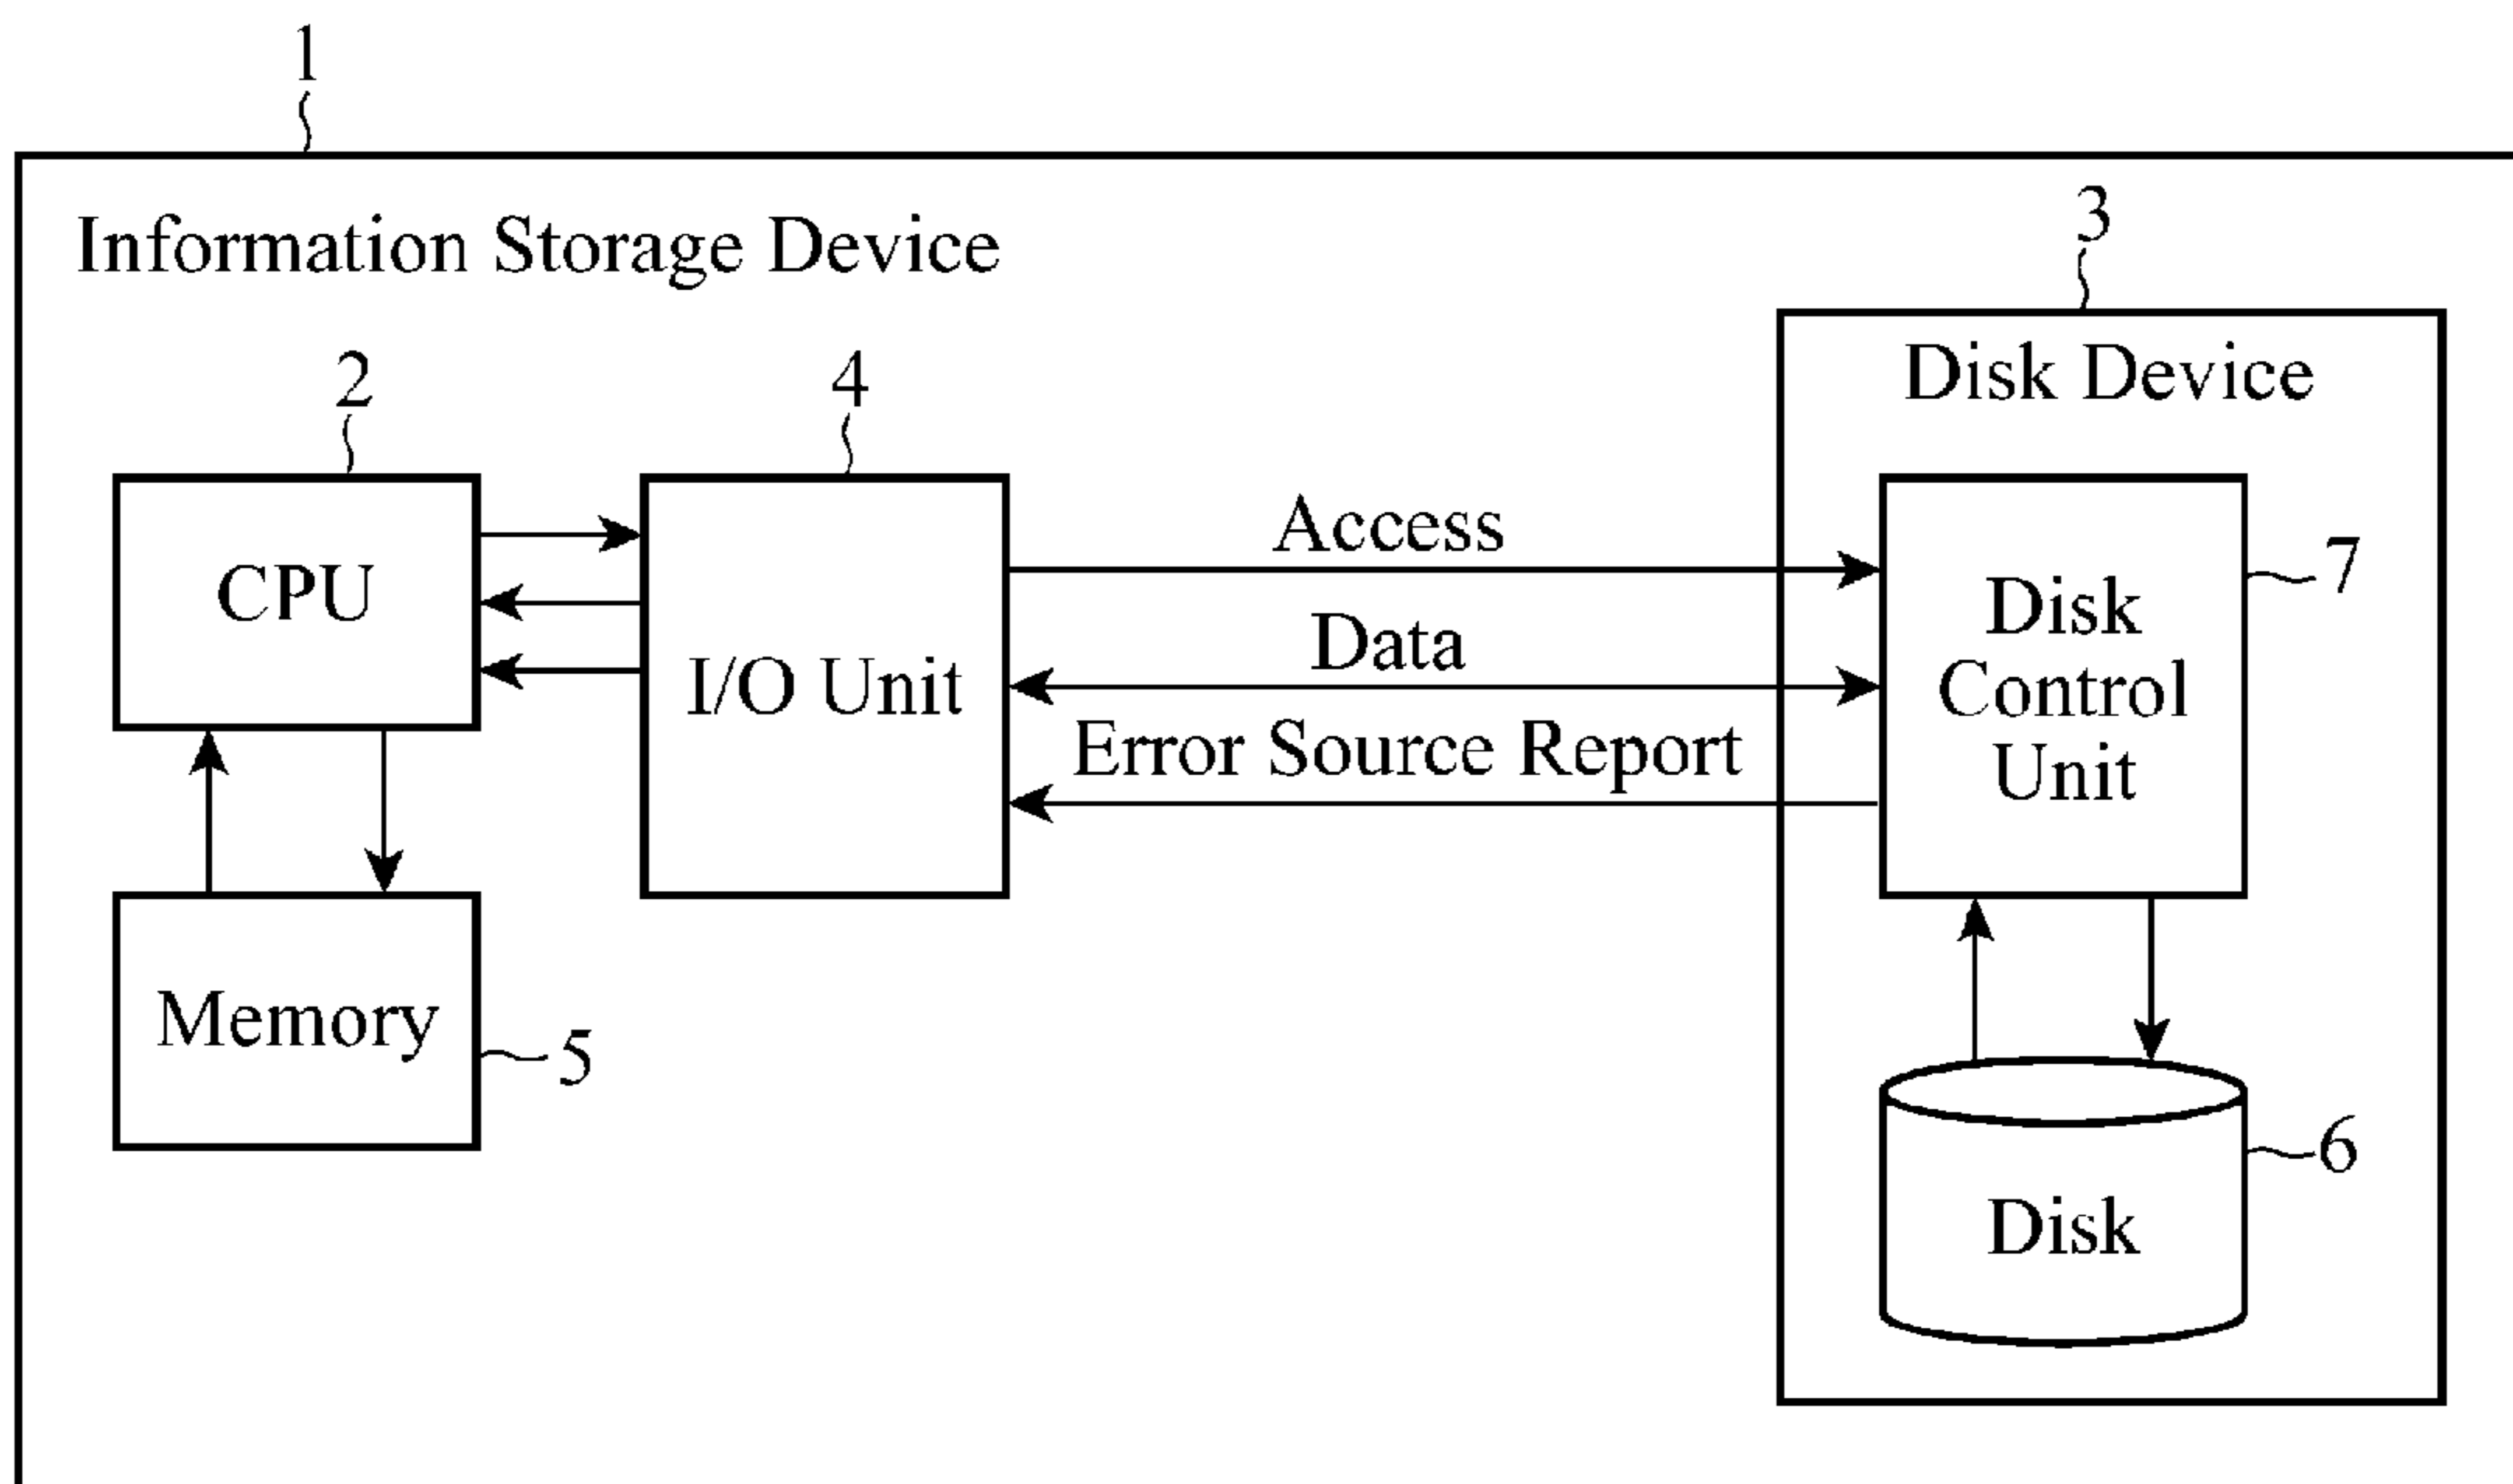 1
Information Storage Device
3
Disk Device
2
4
CPU
I/O Unit
Access
Data
Error Source Report
Disk
Control
Unit
7
Memory
5
Disk
6